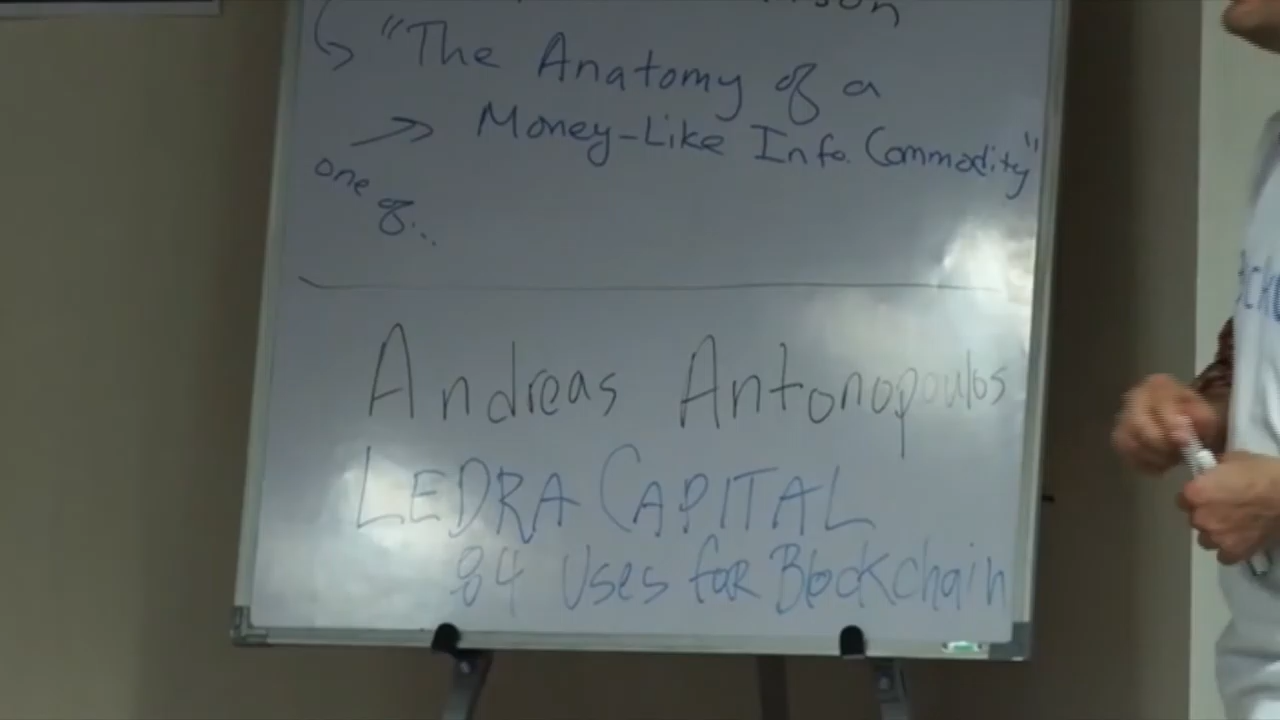 "The Anatomy of a
Money-Like Info. Commodity"
one
of..
Andreas Antonopoulos
LEDRA CAPITAL
84 Uses for Blockchain